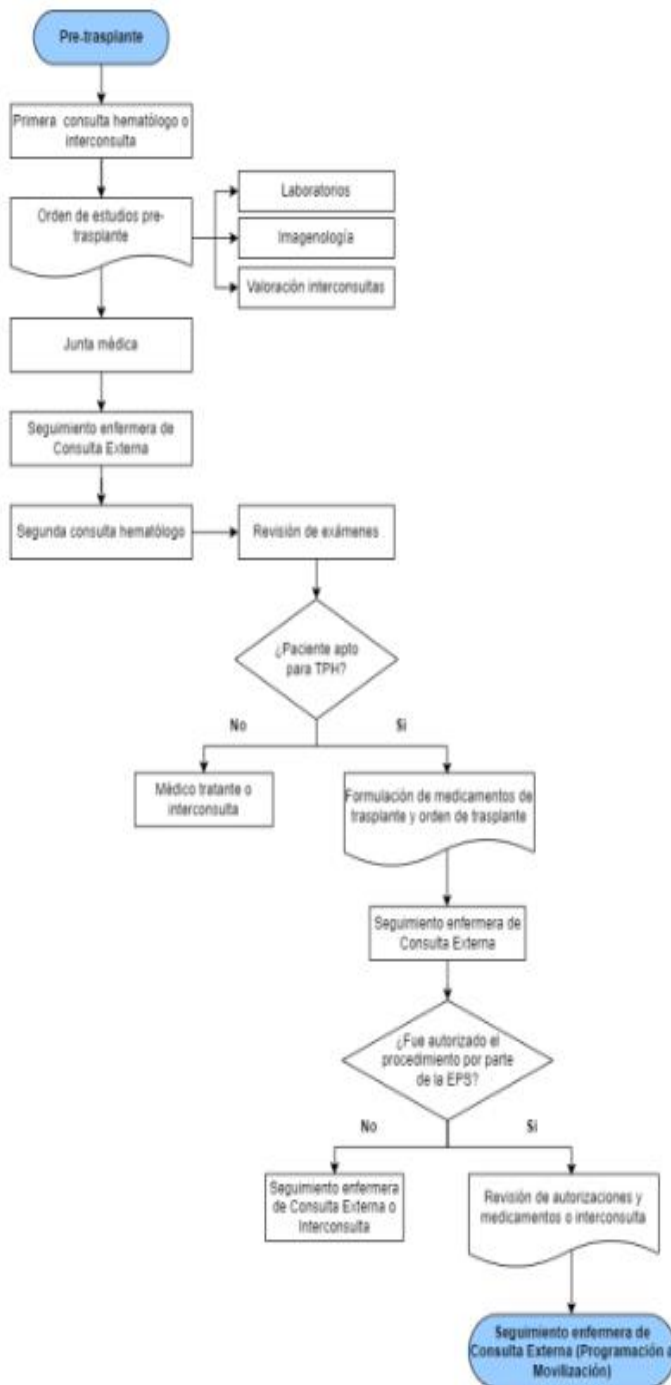 Pre-trasplante
Primera consulta hematólogo o
interconsulta
Orden de estudios pre-
trasplante
Laboratorios
Imagenología
Valoración interconsultas
Junta médica
Seguimiento enfermera de
Consulta Externa
Segunda consulta hematólogo
Revisión de exámenes
¿Paciente apto
para TPH?
No
Si
Médico tratante o
interconsulta
Formulación de medicamentos de
trasplante y orden de trasplante
Seguimiento enfermera de
Consulta Externa
¿Fue autorizado el
procedimiento por parte
de la EPS?
No
Si
Seguimiento enfermera
de Consulta Externa o
Interconsulta
Revisión de autorizaciones y
medicamentos o interconsulta
Seguimiento enfermera de
Consulta Externa (Programación a
Movilización)